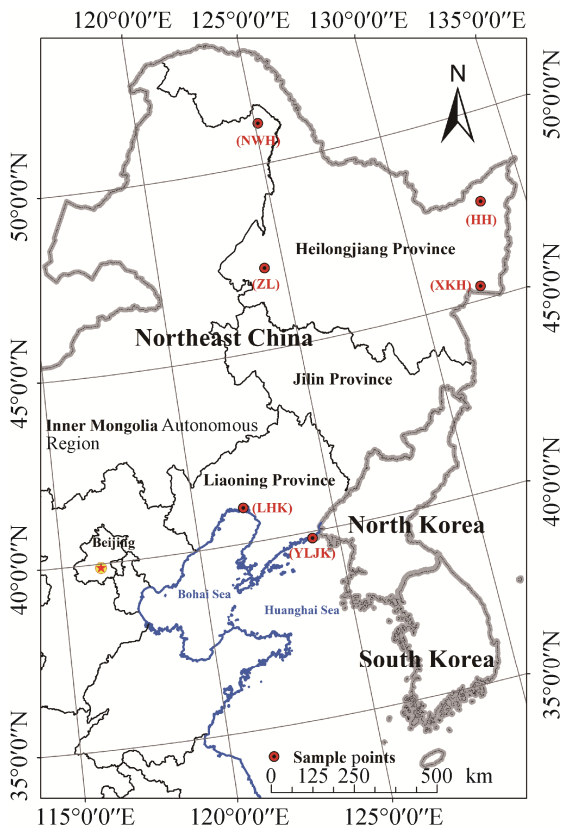 120°0′0″E 125°0′0″E 130°0′0″E 135°0′0″E
N
50°0′0″N
(NWH)
50°0′0″N
(HH)
Heilongjiang Province
(ZL)
(XKH)
45°0′0″N
Northeast China
Jilin Province
45°0′0″N
Inner Mongolia Autonomous
Region
Liaoning Province
40°0′0″N
(LHK)
North Korea
Beijing
(YLJK)
40°0′0″N
Bohai Sea
Huanghai Sea
South Korea
35°0′0″N
Sample points
35°0′0″N
0 125 250 500 km
115°0′0″E 120°0′0″E 125°0′0″E